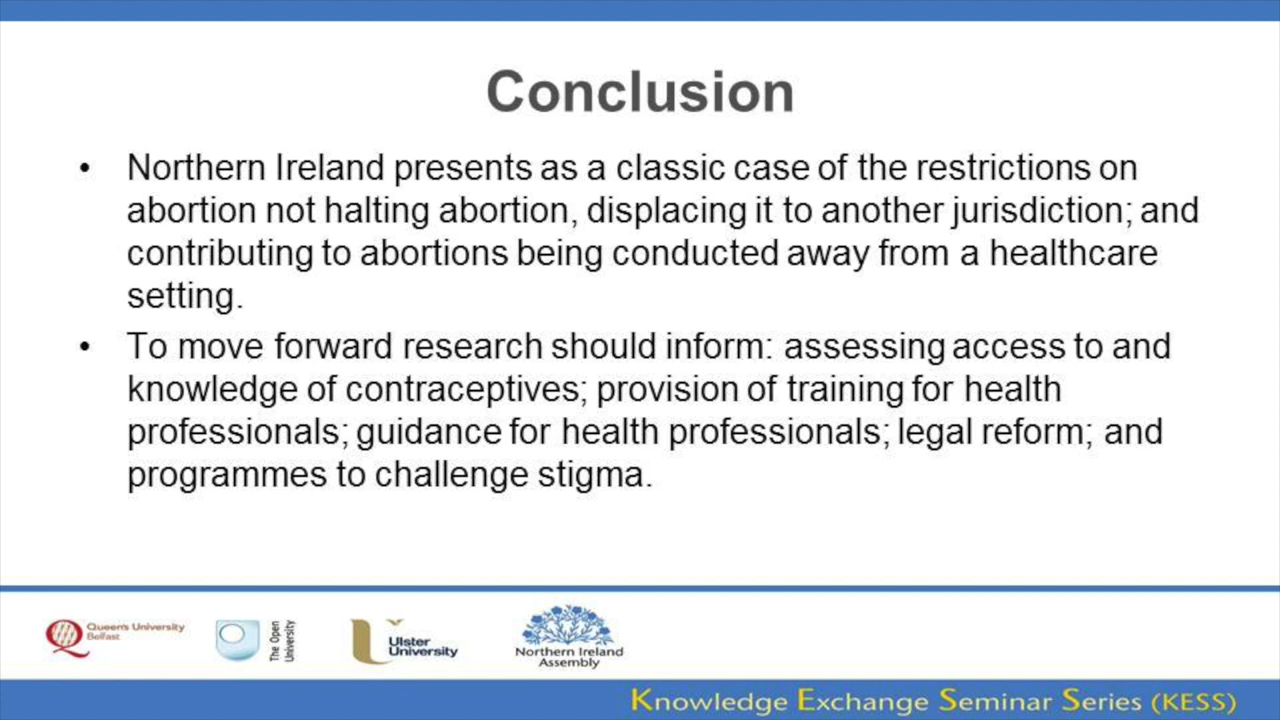 Conclusion
• Northern Ireland presents as a classic case of the restrictions on
abortion not halting abortion, displacing it to another jurisdiction; and
contributing to abortions being conducted away from a healthcare
setting.
• To move forward research should inform: assessing access to and
knowledge of contraceptives; provision of training for health
professionals; guidance for health professionals; legal reform; and
programmes to challenge stigma.
Queen's University
Belfast
The Open
University
Ulster
University
Northern Ireland
Assembly
Knowledge Exchange Seminar Series (KESS)